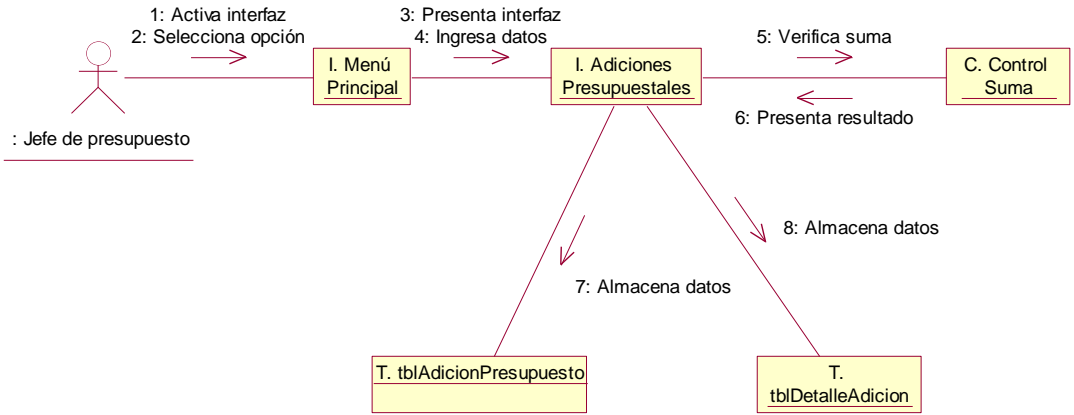 1: Activa interfaz
2: Selecciona opción
3: Presenta interfaz
4: Ingresa datos
5: Verifica suma
I. Menú
Principal
I. Adiciones
Presupuestales
C. Control
Suma
6: Presenta resultado
: Jefe de presupuesto
8: Almacena datos
7: Almacena datos
T. tblAdicionPresupuesto
T.
tblDetalleAdicion